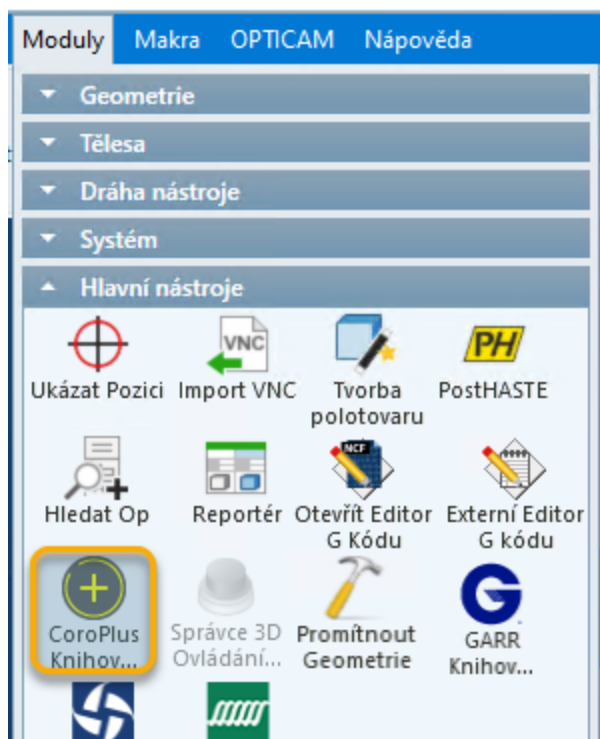 Moduly Makra OPTICAM Nápověda
Geometrie
Tělesa
Dráha nástroje
Systém
Hlavní nástroje
VNC
PH
Ukázat Pozici Import VNC Tvorba polotovaru PostHASTE
NCF
Hledat Op Reportér Otevřít Editor G Kódu Externí Editor G kódu
G
CoroPlus Knihov... Správce 3D Ovládání... Promítnout Geometrie GARR Knihov...